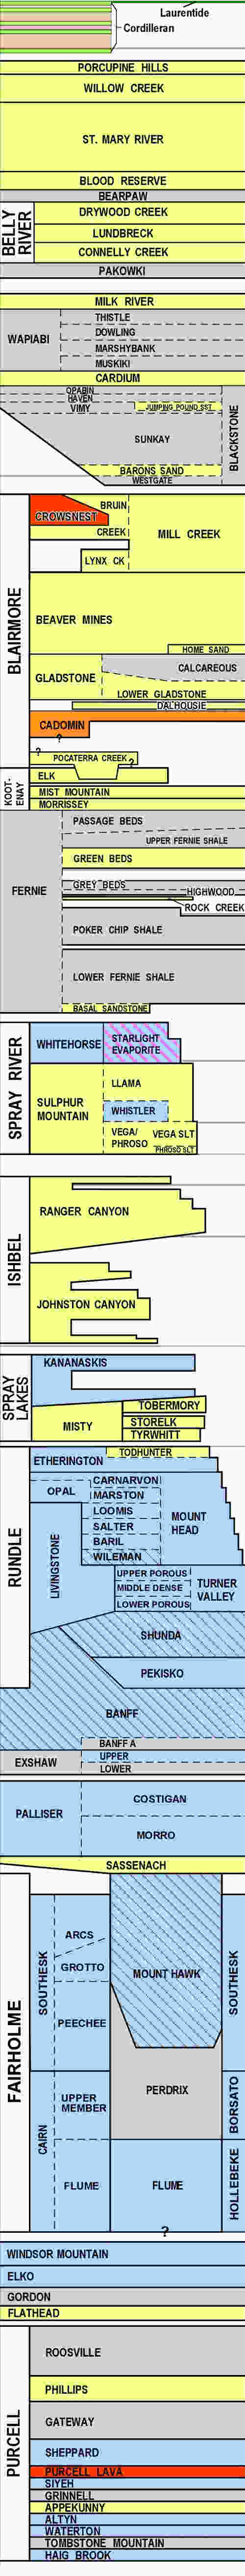 Laurentide
Cordilleran
PORCUPINE HILLS
WILLOW CREEK
ST. MARY RIVER
BLOOD RESERVE
BEARPAW
BELLY RIVER
DRYWOOD CREEK
LUNDBRECK
CONNELLY CREEK
PAKOWKI
MILK RIVER
WAPIABI
THISTLE
DOWLING
MARSHYBANK
MUSKIKI
CARDIUM
OPABIN
HAVEN
VIMY
JUMPING POUND SST.
BLACKSTONE
SUNKAY
BARONS SAND
WESTGATE
BLAIRMORE
BRUIN
CROWSNEST
CREEK
MILL CREEK
LYNX CK
BEAVER MINES
HOME SAND
CALCAREOUS
GLADSTONE
LOWER GLADSTONE
DALHOUSIE
CADOMIN
?
?
POCATERRA CREEK
?
KOOT-
ENAY
ELK
MIST MOUNTAIN
MORRISSEY
FERNIE
PASSAGE BEDS
UPPER FERNIE SHALE
GREEN BEDS
GREY BEDS
HIGHWOOD
ROCK CREEK
POKER CHIP SHALE
LOWER FERNIE SHALE
BASAL SANDSTONE
SPRAY RIVER
WHITEHORSE
STARLIGHT
EVAPORITE
SULPHUR
MOUNTAIN
LLAMA
WHISTLER
VEGA/
PHROSO
VEGA SLT
PHROSO SLT
ISHBEL
RANGER CANYON
JOHNSTON CANYON
SPRAY
LAKES
KANANASKIS
MISTY
TOBERMORY
STORELK
TYRWHITT
RUNDLE
TODHUNTER
ETHERINGTON
OPAL
LIVINGSTONE
CARNARVON
MARSTON
LOOMIS
SALTER
BARIL
WILEMAN
MOUNT
HEAD
UPPER POROUS
MIDDLE DENSE
LOWER POROUS
TURNER
VALLEY
SHUNDA
PEKISKO
BANFF
BANFF A
EXSHAW
UPPER
LOWER
PALLISER
COSTIGAN
MORRO
SASSENACH
FAIRHOLME
SOUTHESK
ARCS
GROTTO
PEECHEE
MOUNT HAWK
SOUTHESK
PERDRIX
CAIRN
UPPER
MEMBER
FLUME
FLUME
BORSATO
HOLLEBEKE
?
WINDSOR MOUNTAIN
ELKO
GORDON
FLATHEAD
PURCELL
ROOSVILLE
PHILLIPS
GATEWAY
SHEPPARD
PURCELL LAVA
SIYEH
GRINNELL
APPEKUNNY
ALTYN
WATERTON
TOMBSTONE MOUNTAIN
HAIG BROOK